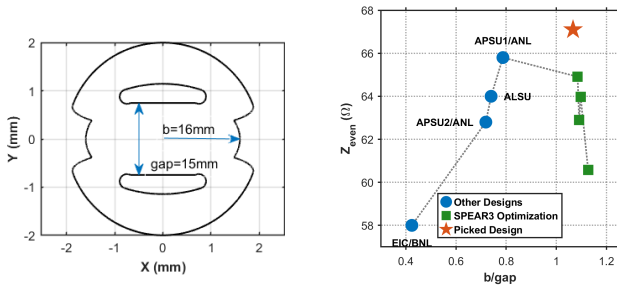 2
1
0
-1
-2
Y (mm)
b=16mm
gap=15mm
-2
-1
0
1
2
X (mm)
68
66
64
62
60
58
Zeven (Ω)
APSU1/ANL
ALSU
APSU2/ANL
EIC/BNL
Other Designs
SPEAR3 Optimization
Picked Design
0.4
0.6
0.8
1
1.2
b/gap